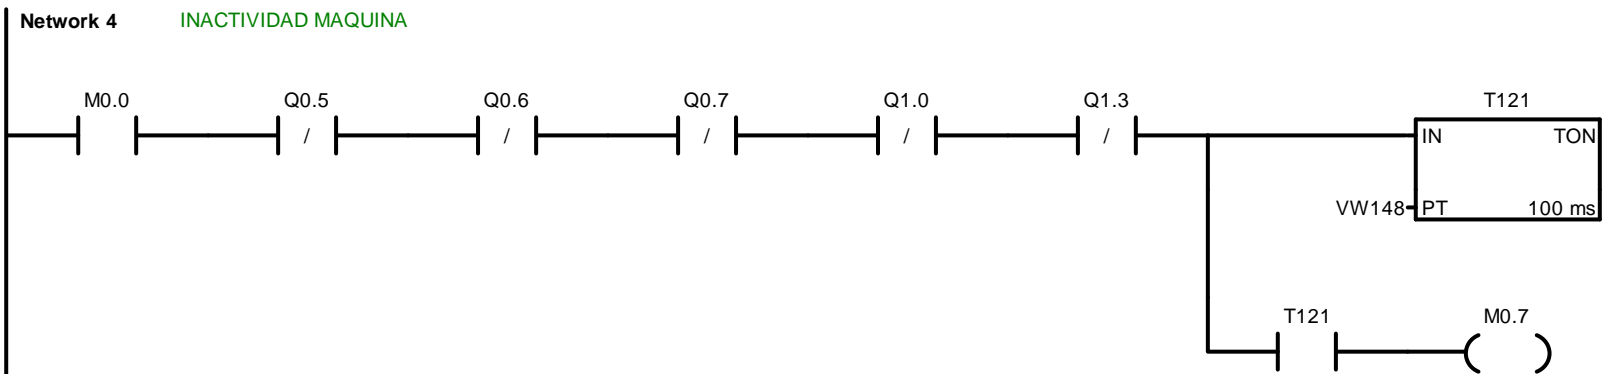 Network 4 INACTIVIDAD MAQUINA
M0.0 Q0.5 Q0.6 Q0.7 Q1.0 Q1.3 T121
/ / / / /
IN TON
VW148 PT 100 ms
T121 M0.7